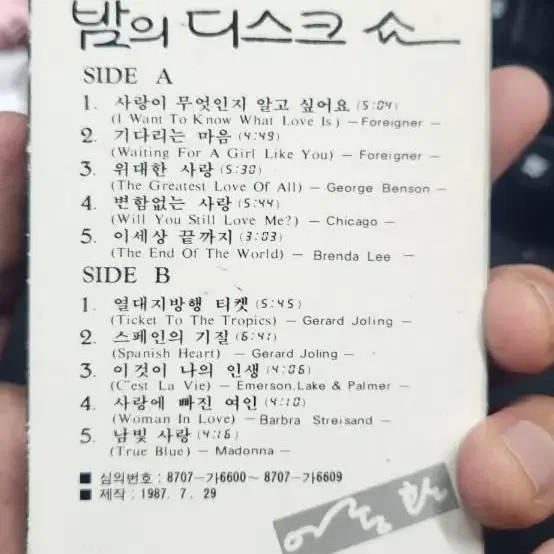 밤의 디스크 쇼
SIDE A
1. 사랑이 무엇인지 알고 싶어요 (5:04)
(I Want To Know What Love Is) — Foreigner —
2. 기다리는 마음 (4:49)
(Waiting For A Girl Like You) — Foreigner —
3. 위대한 사랑 (5:30)
(The Greatest Love Of All) — George Benson —
4. 변함없는 사랑 (5:44)
(Will You Still Love Me?) — Chicago —
5. 이세상 끝까지 (3:03)
(The End Of The World) — Brenda Lee —
SIDE B
1. 열대지방행 티켓 (5:45)
(Ticket To The Tropics) — Gerard Joling —
2. 스페인의 기질 (6:41)
(Spanish Heart) — Gerard Joling —
3. 이것이 나의 인생 (4:06)
(C'est La Vie) — Emerson, Lake & Palmer —
4. 사랑에 빠진 여인 (4:10)
(Woman In Love) — Barbra Streisand —
5. 남빛 사랑 (4:16)
(True Blue) — Madonna —
■ 심의번호 : 8707-가6600~8707-가6609
■ 제작 : 1987. 7. 29